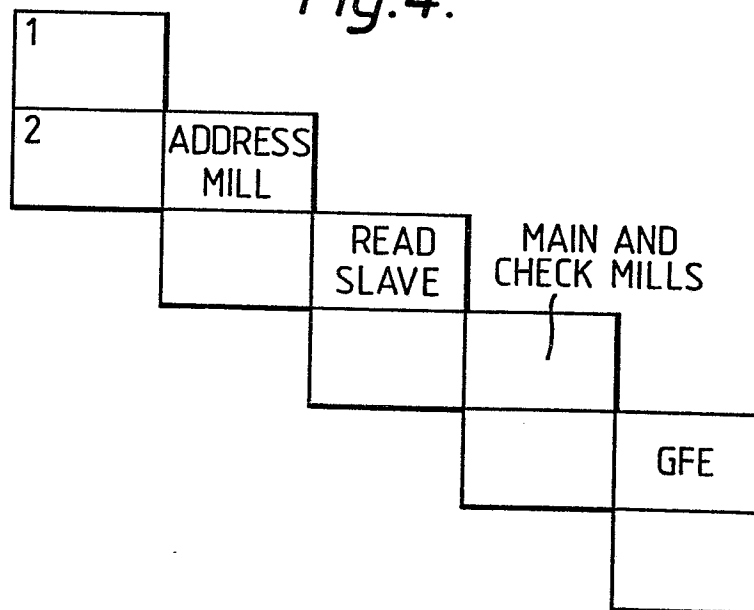 Fig.4.
1
2
ADDRESS
MILL
READ
SLAVE
MAIN AND
CHECK MILLS
GFE